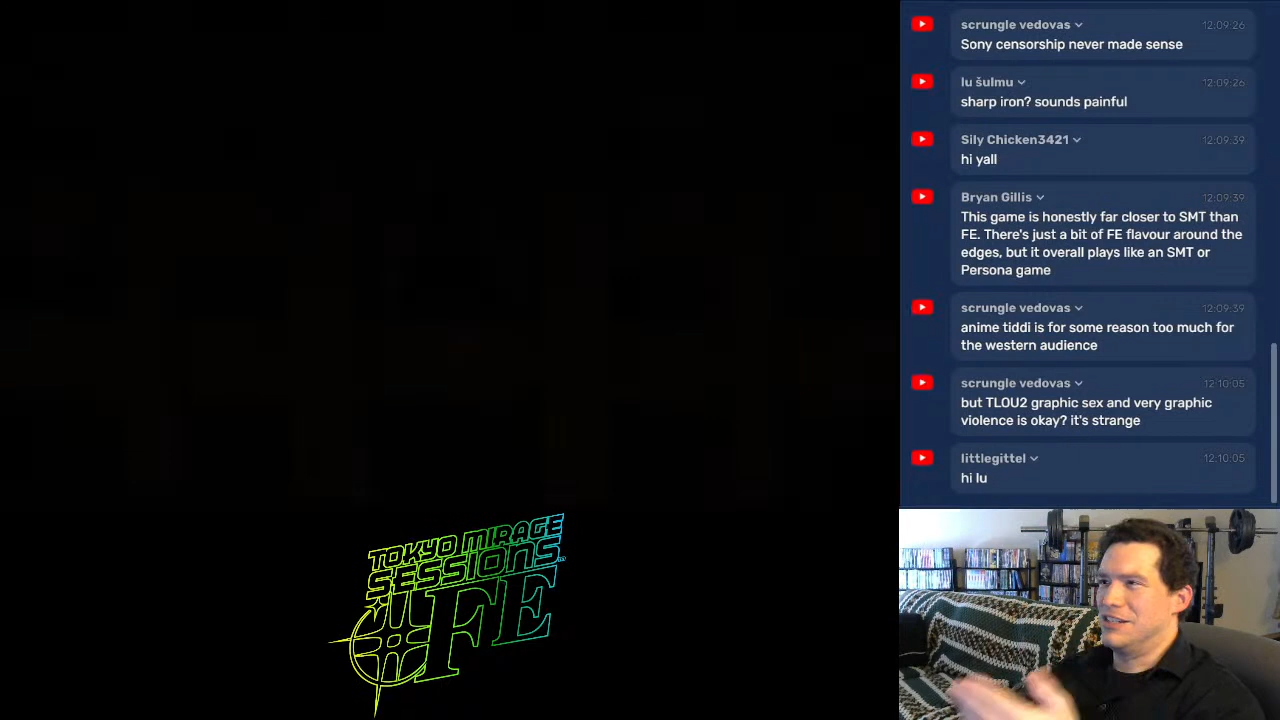 scrungle vedovas 12:09:26
Sony censorship never made sense
lu šulmu 12:09:26
sharp iron? sounds painful
Sily Chicken3421 12:09:39
hi yall
Bryan Gillis 12:09:39
This game is honestly far closer to SMT than
FE. There's just a bit of FE flavour around the
edges, but it overall plays like an SMT or
Persona game
scrungle vedovas 12:09:39
anime tiddi is for some reason too much for
the western audience
scrungle vedovas 12:10:05
but TLOU2 graphic sex and very graphic
violence is okay? it's strange
littlegittel 12:10:05
hi lu
TOKYO MIRAGE
SESSIONS
#FE